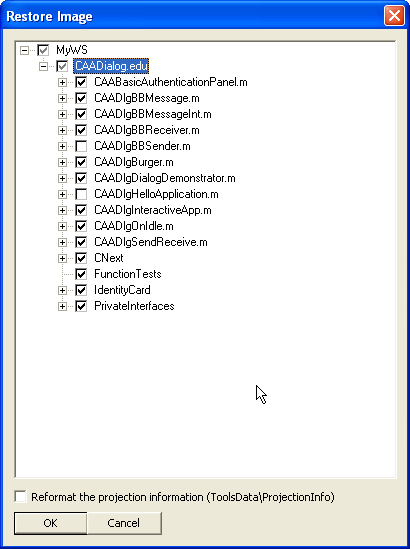 Restore Image
MyWS
CAADialog.edu
CAABasicAuthenticationPanel.m
CAADlgBBMessage.m
CAADlgBBMessageInt.m
CAADlgBBReceiver.m
CAADlgBBSender.m
CAADlgBurger.m
CAADlgDialogDemonstrator.m
CAADlgHelloApplication.m
CAADlgInteractiveApp.m
CAADlgOnIdle.m
CAADlgSendReceive.m
CNext
FunctionTests
IdentityCard
PrivateInterfaces
Reformat the projection information (ToolsData\ProjectionInfo)
OK Cancel